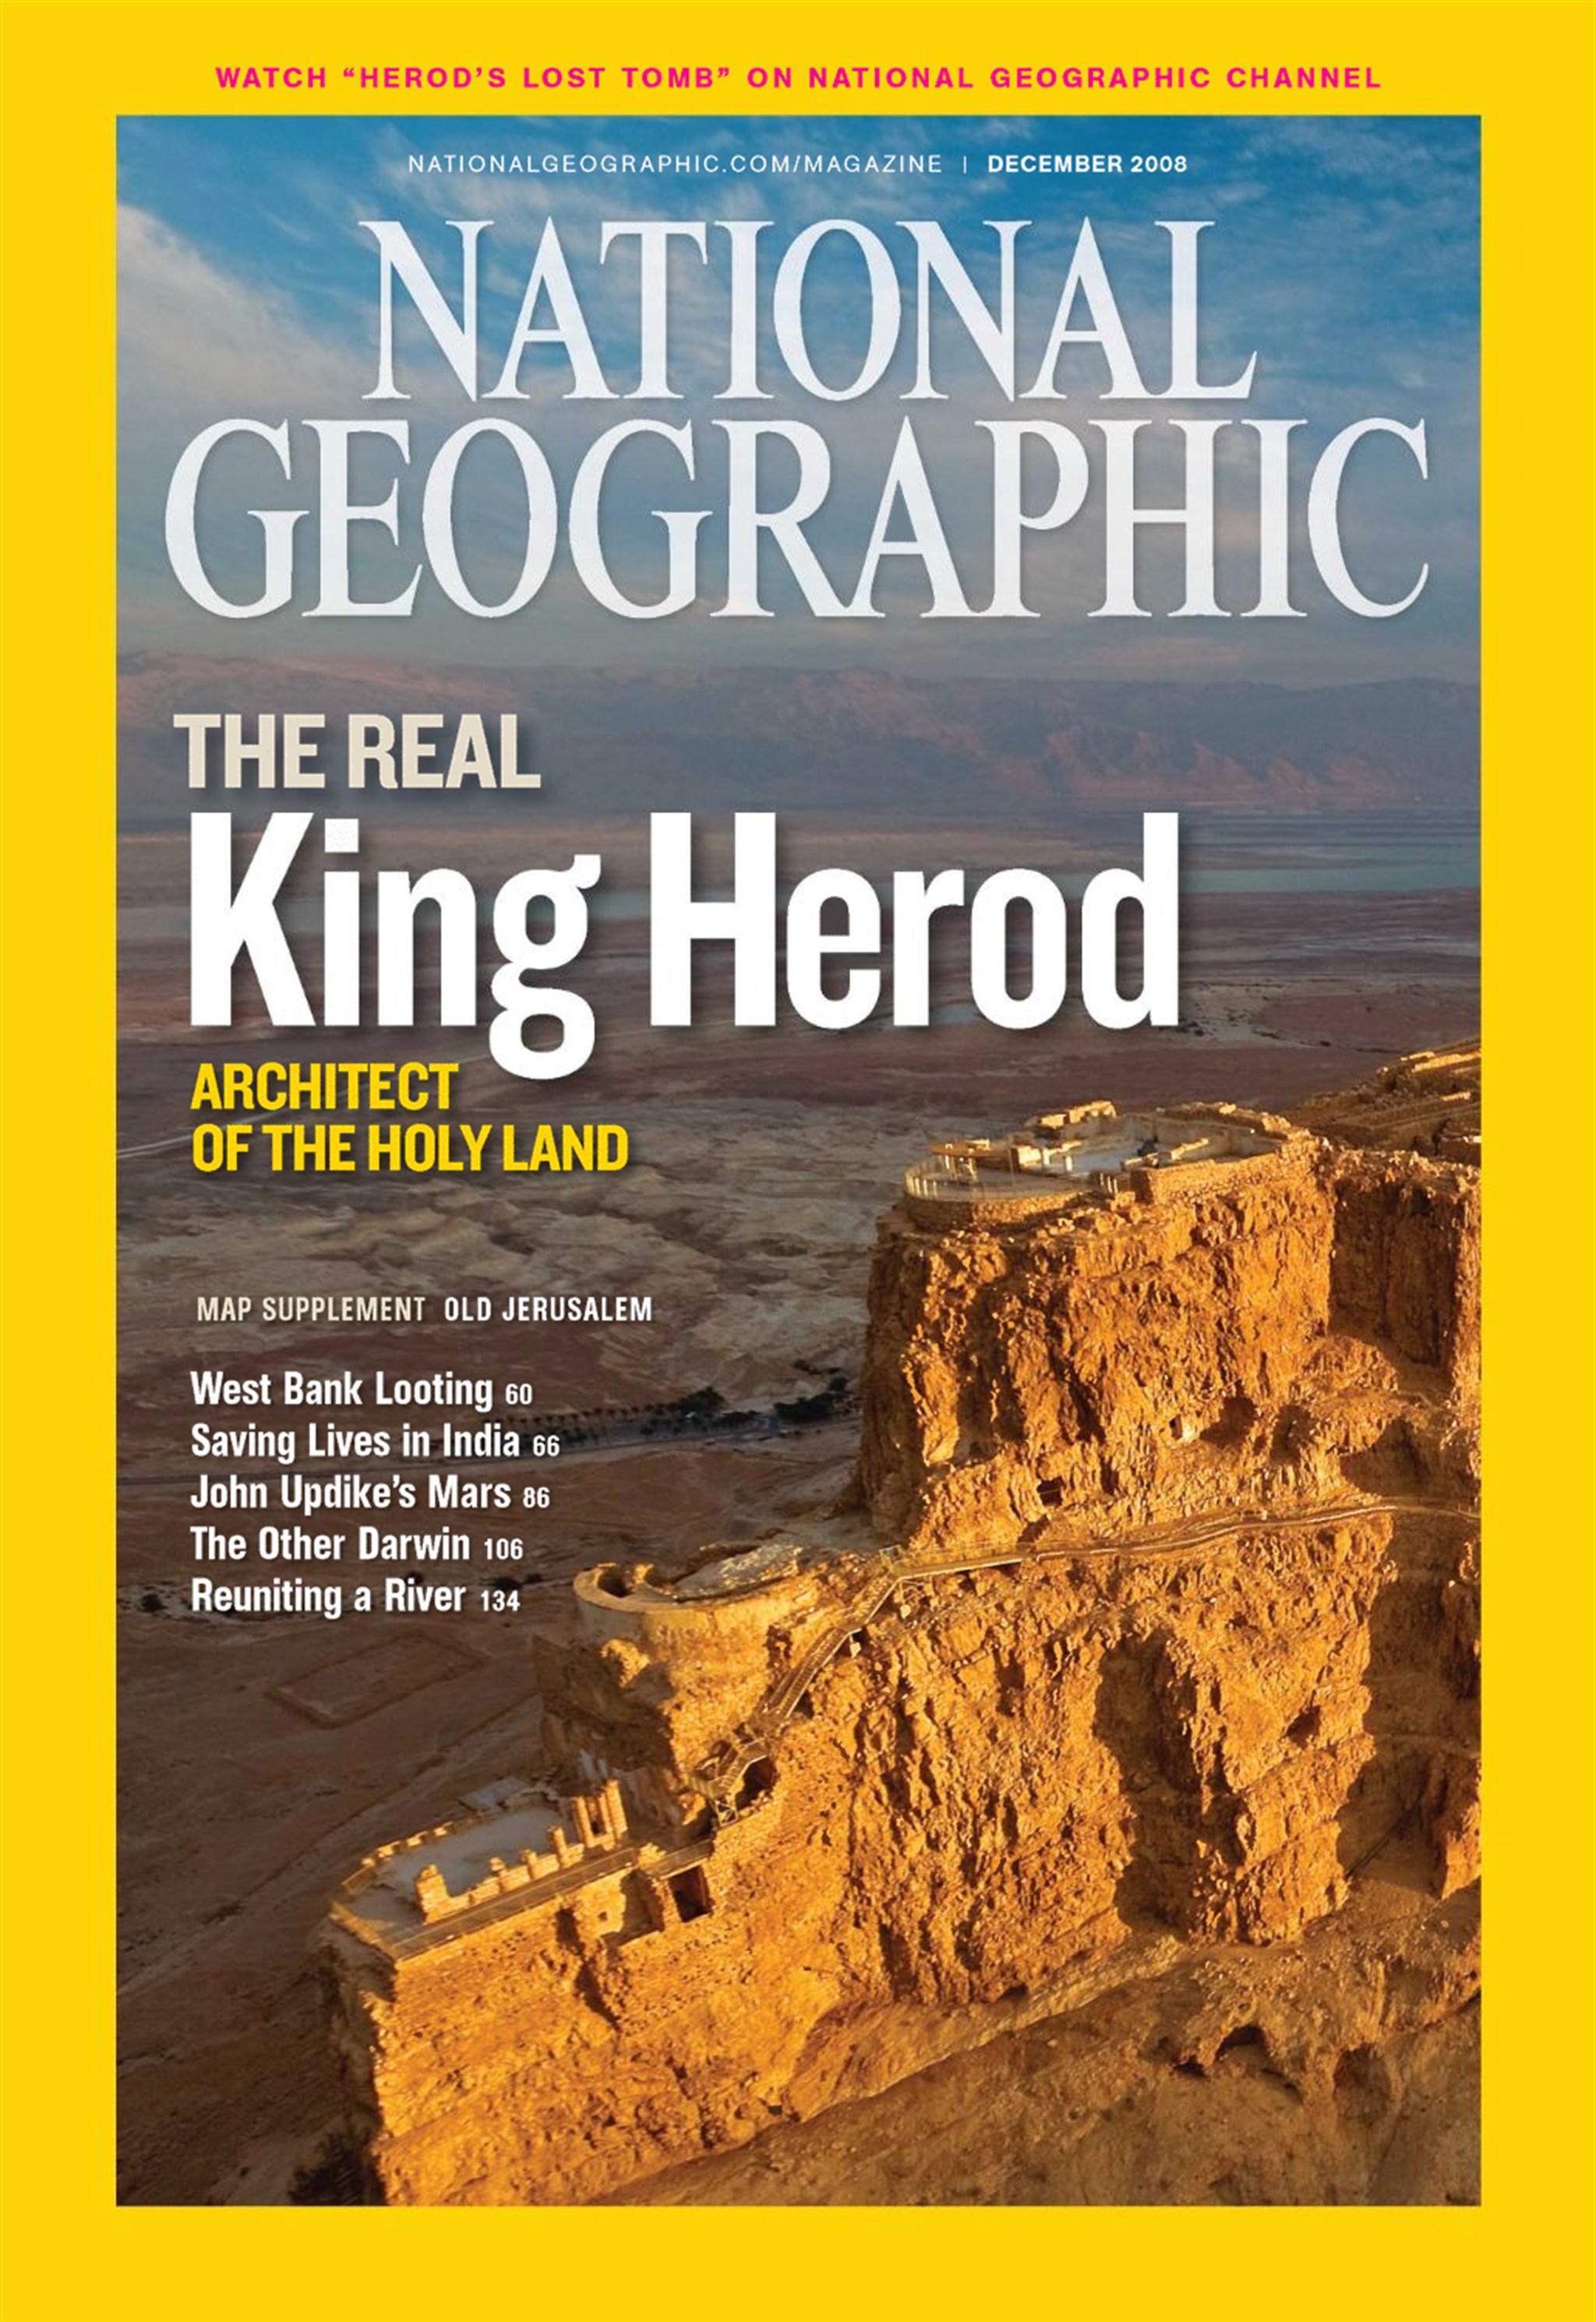 WATCH “HEROD’S LOST TOMB” ON NATIONAL GEOGRAPHIC CHANNEL
NATIONALGEOGRAPHIC.COM/MAGAZINE | DECEMBER 2008
NATIONAL
GEOGRAPHIC
THE REAL
King Herod
ARCHITECT
OF THE HOLY LAND
MAP SUPPLEMENT OLD JERUSALEM
West Bank Looting 60
Saving Lives in India 66
John Updike’s Mars 86
The Other Darwin 106
Reuniting a River 134